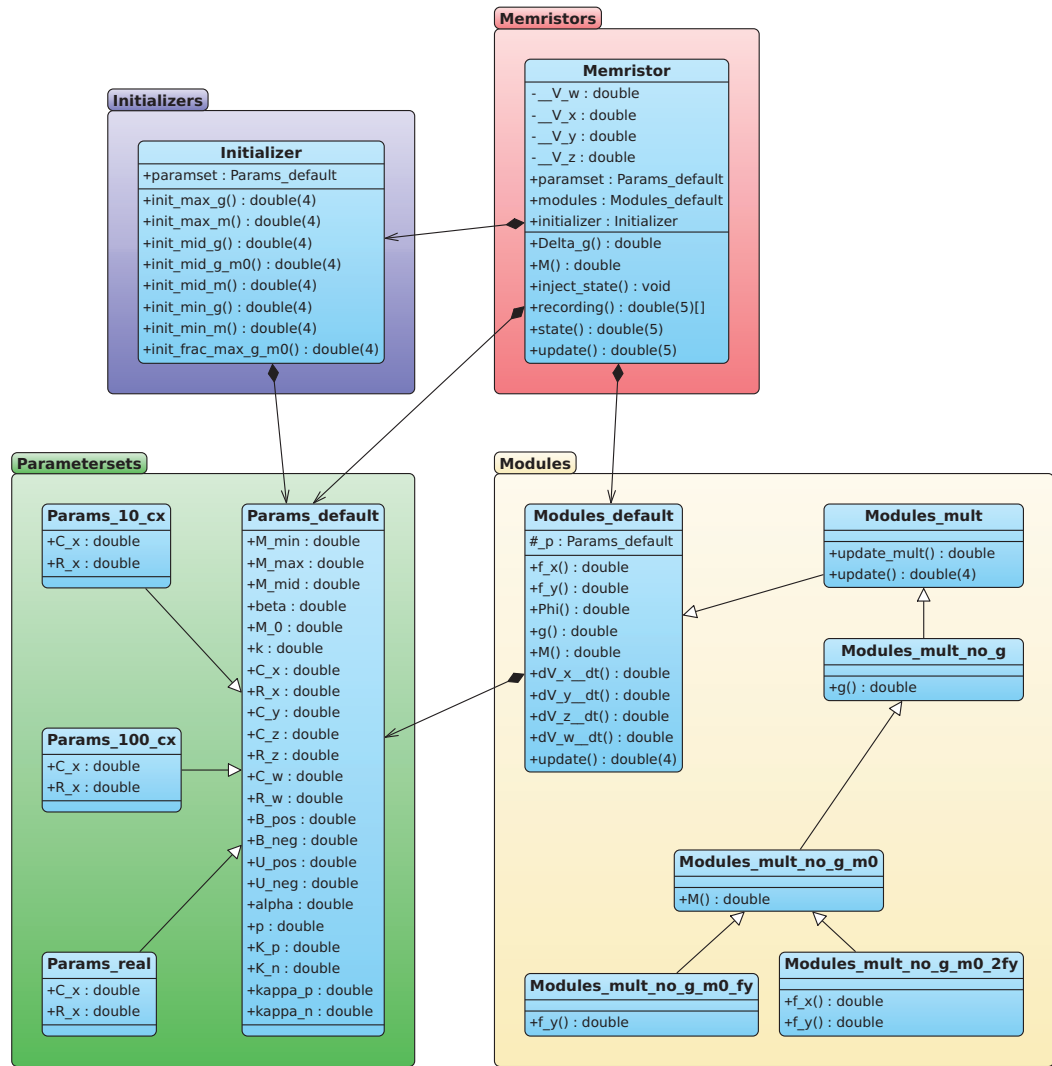 Memristors
Memristor
-__V_w : double
-__V_x : double
-__V_y : double
-__V_z : double
+paramset : Params_default
+modules : Modules_default
+initializer : Initializer
+Delta_g() : double
+M() : double
+inject_state() : void
+recording() : double(5)[]
+state() : double(5)
+update() : double(5)
Initializers
Initializer
+paramset : Params_default
+init_max_g() : double(4)
+init_max_m() : double(4)
+init_mid_g() : double(4)
+init_mid_g_m0() : double(4)
+init_mid_m() : double(4)
+init_min_g() : double(4)
+init_min_m() : double(4)
+init_frac_max_g_m0() : double(4)
Parametersets
Params_10_cx
+C_x : double
+R_x : double
Params_100_cx
+C_x : double
+R_x : double
Params_real
+C_x : double
+R_x : double
Params_default
+M_min : double
+M_max : double
+M_mid : double
+beta : double
+M_0 : double
+k : double
+C_x : double
+R_x : double
+C_y : double
+C_z : double
+R_z : double
+C_w : double
+R_w : double
+B_pos : double
+B_neg : double
+U_pos : double
+U_neg : double
+alpha : double
+p : double
+K_p : double
+K_n : double
+kappa_p : double
+kappa_n : double
Modules
Modules_default
#_p : Params_default
+f_x() : double
+f_y() : double
+Phi() : double
+g() : double
+M() : double
+dV_x__dt() : double
+dV_y__dt() : double
+dV_z__dt() : double
+dV_w__dt() : double
+update() : double(4)
Modules_mult
+update_mult() : double
+update() : double(4)
Modules_mult_no_g
+g() : double
Modules_mult_no_g_m0
+M() : double
Modules_mult_no_g_m0_fy
+f_y() : double
Modules_mult_no_g_m0_2fy
+f_x() : double
+f_y() : double